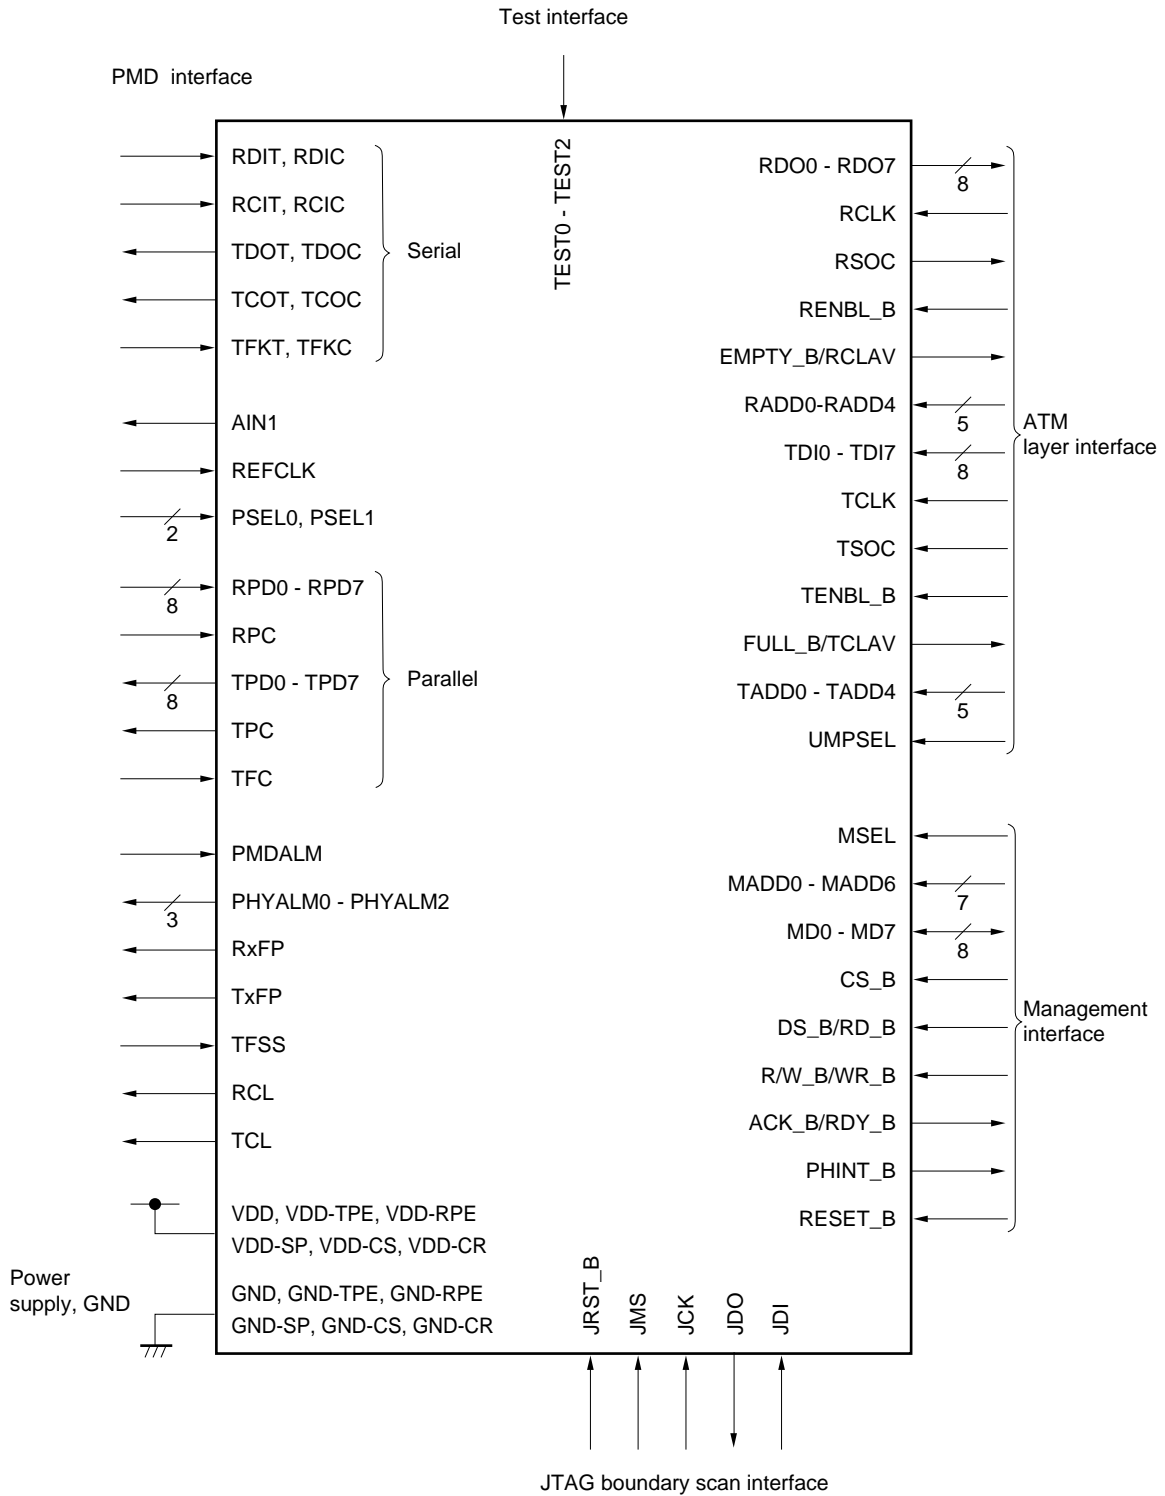 Test interface
PMD interface
TEST0 - TEST2
RDIT, RDIC
RCIT, RCIC
TDOT, TDOC
Serial
TCOT, TCOC
TFKT, TFKC
AIN1
REFCLK
PSEL0, PSEL1
2
RPD0 - RPD7
8
RPC
TPD0 - TPD7
8
Parallel
TPC
TFC
PMDALM
PHYALM0 - PHYALM2
3
RxFP
TxFP
TFSS
RCL
TCL
VDD, VDD-TPE, VDD-RPE
VDD-SP, VDD-CS, VDD-CR
Power
supply, GND
GND, GND-TPE, GND-RPE
GND-SP, GND-CS, GND-CR
RDO0 - RDO7
8
RCLK
RSOC
RENBL_B
EMPTY_B/RCLAV
RADD0-RADD4
5
ATM
layer interface
TDI0 - TDI7
8
TCLK
TSOC
TENBL_B
FULL_B/TCLAV
TADD0 - TADD4
5
UMPSEL
MSEL
MADD0 - MADD6
7
MD0 - MD7
8
CS_B
Management
interface
DS_B/RD_B
R/W_B/WR_B
ACK_B/RDY_B
PHINT_B
RESET_B
JRST_B
JMS
JCK
JDO
JDI
JTAG boundary scan interface